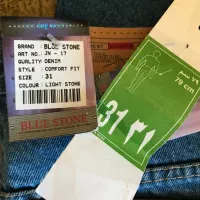 BRAND : BLUE STONE
ART NO. : JN - 17
QUALITY: DENIM
STYLE : COMFORT FIT
SIZE : 31
COLOUR : LIGHT STONE
BLUE STONE
31 ٣١
79 cm